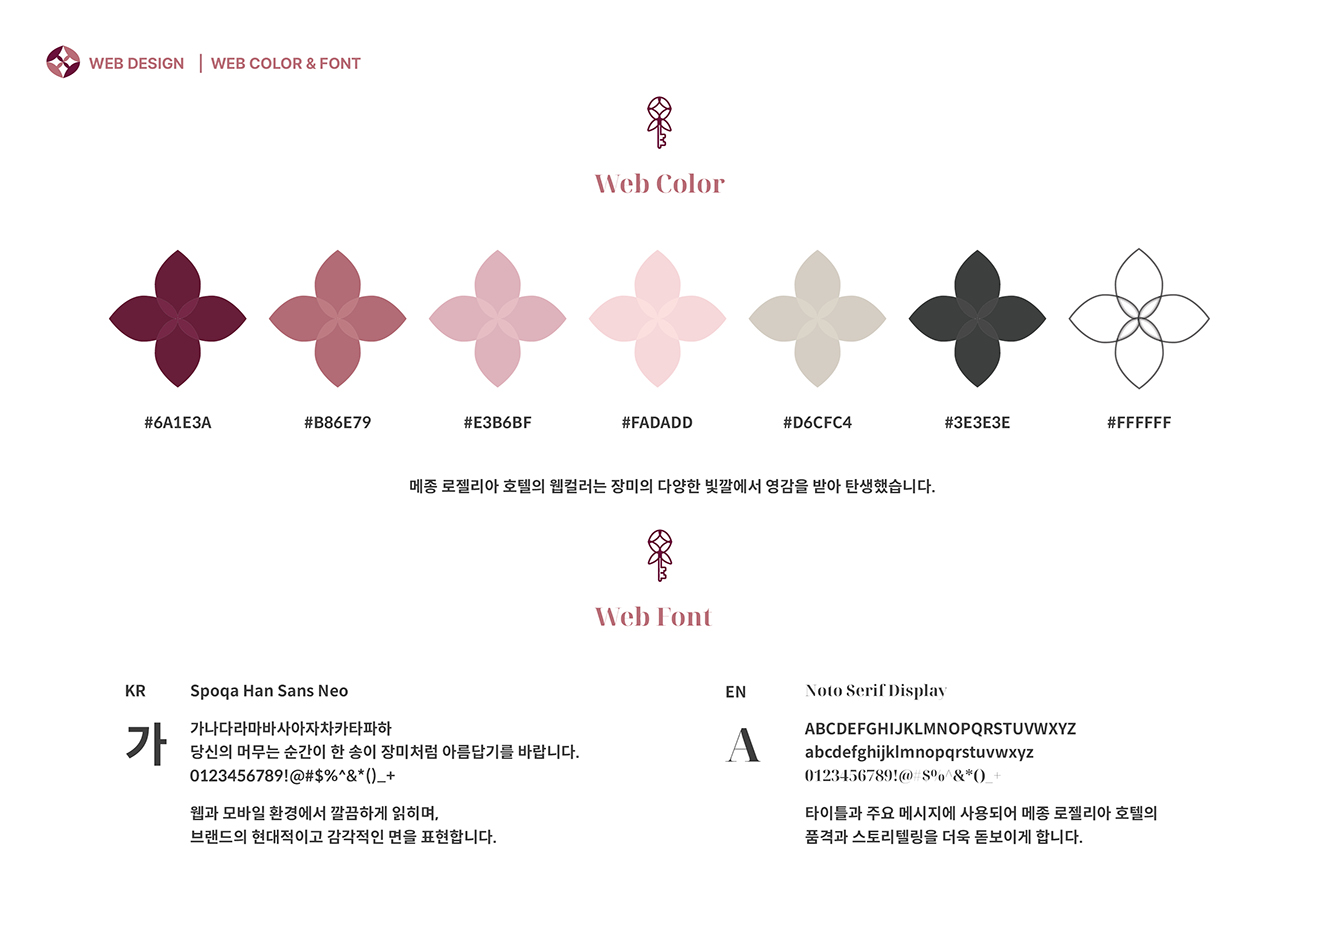 WEB DESIGN | WEB COLOR & FONT
Web Color
#6A1E3A #B86E79 #E3B6BF #FADADD #D6CFC4 #3E3E3E #FFFFFF
메종 로젤리아 호텔의 웹컬러는 장미의 다양한 빛깔에서 영감을 받아 탄생했습니다.
Web Font
KR Spoqa Han Sans Neo
가
가나다라마바사아자차카타파하
당신의 머무는 순간이 한 송이 장미처럼 아름답기를 바랍니다.
0123456789!@#$%^&*()_+
웹과 모바일 환경에서 깔끔하게 읽히며,
브랜드의 현대적이고 감각적인 면을 표현합니다.
EN Noto Serif Display
A
ABCDEFGHIJKLMNOPQRSTUVWXYZ
abcdefghijklmnopqrstuvwxyz
0123456789!@#$%^&*()_+
타이틀과 주요 메시지에 사용되어 메종 로젤리아 호텔의
품격과 스토리텔링을 더욱 돋보이게 합니다.